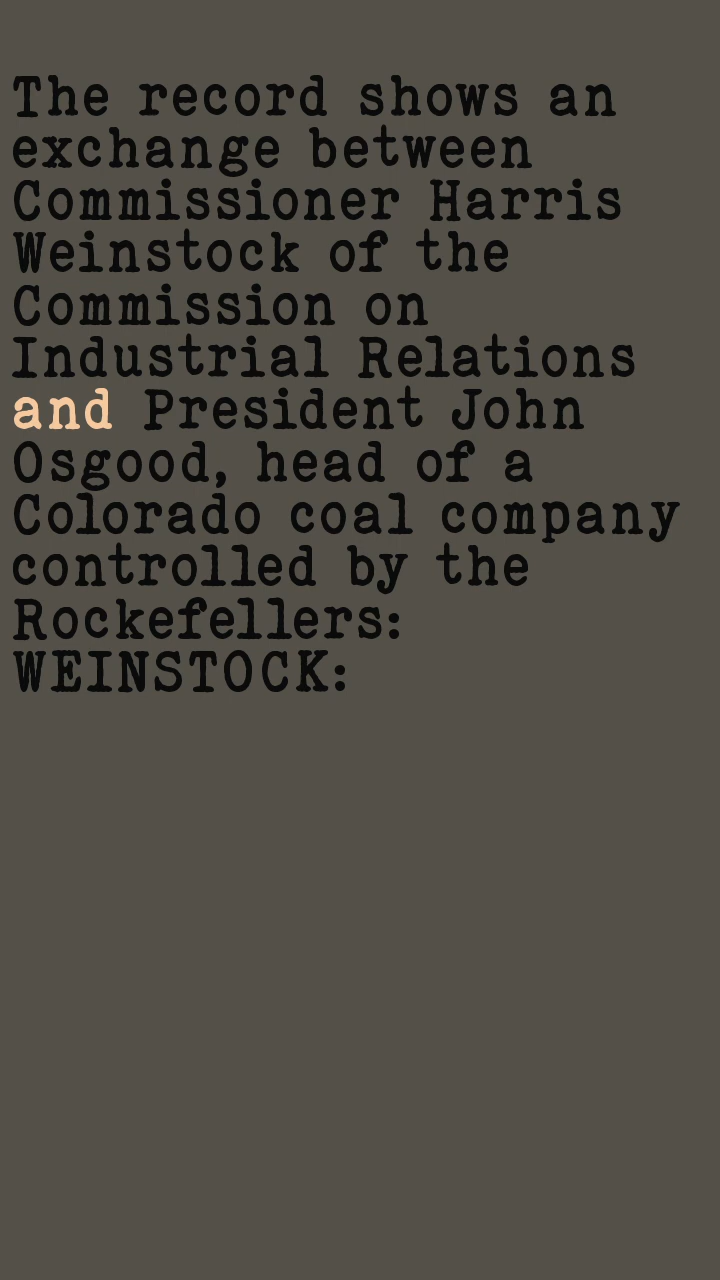 The record shows an
exchange between
Commissioner Harris
Weinstock of the
Commission on
Industrial Relations
and President John
Osgood, head of a
Colorado coal company
controlled by the
Rockefellers:
WEINSTOCK: